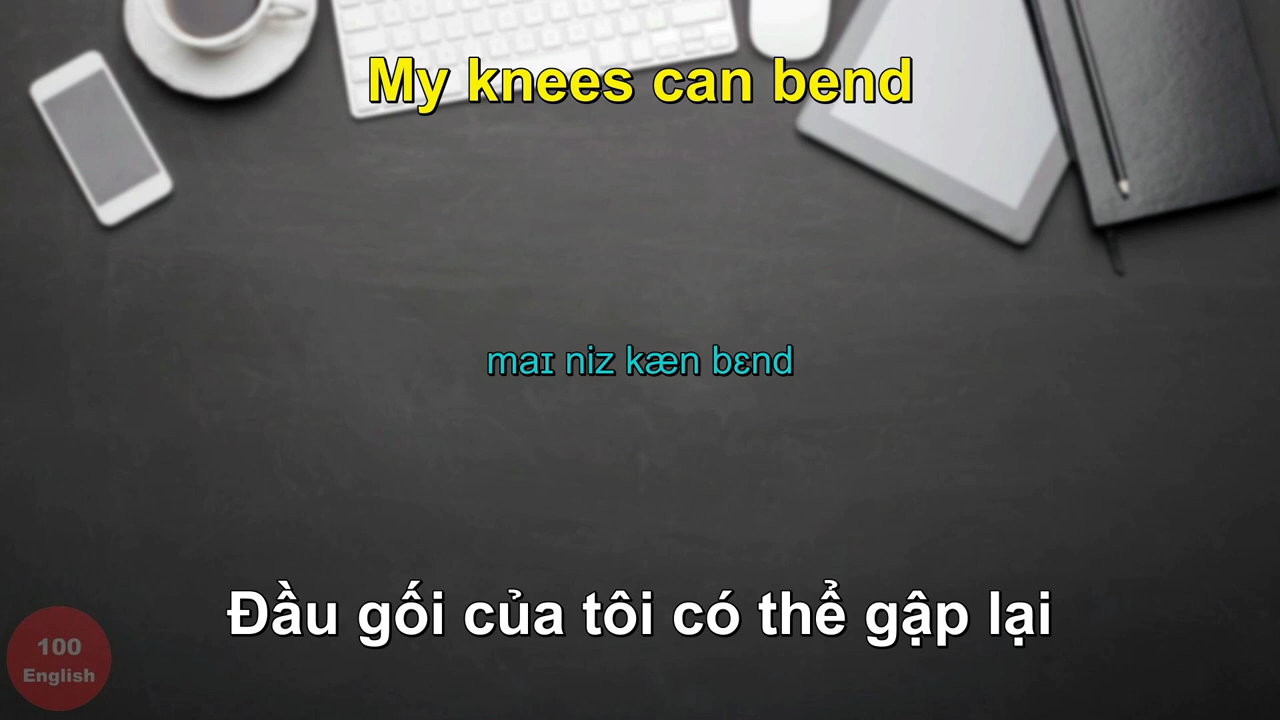 My knees can bend
maɪ niz kæn bɛnd
Đầu gối của tôi có thể gập lại
100
English